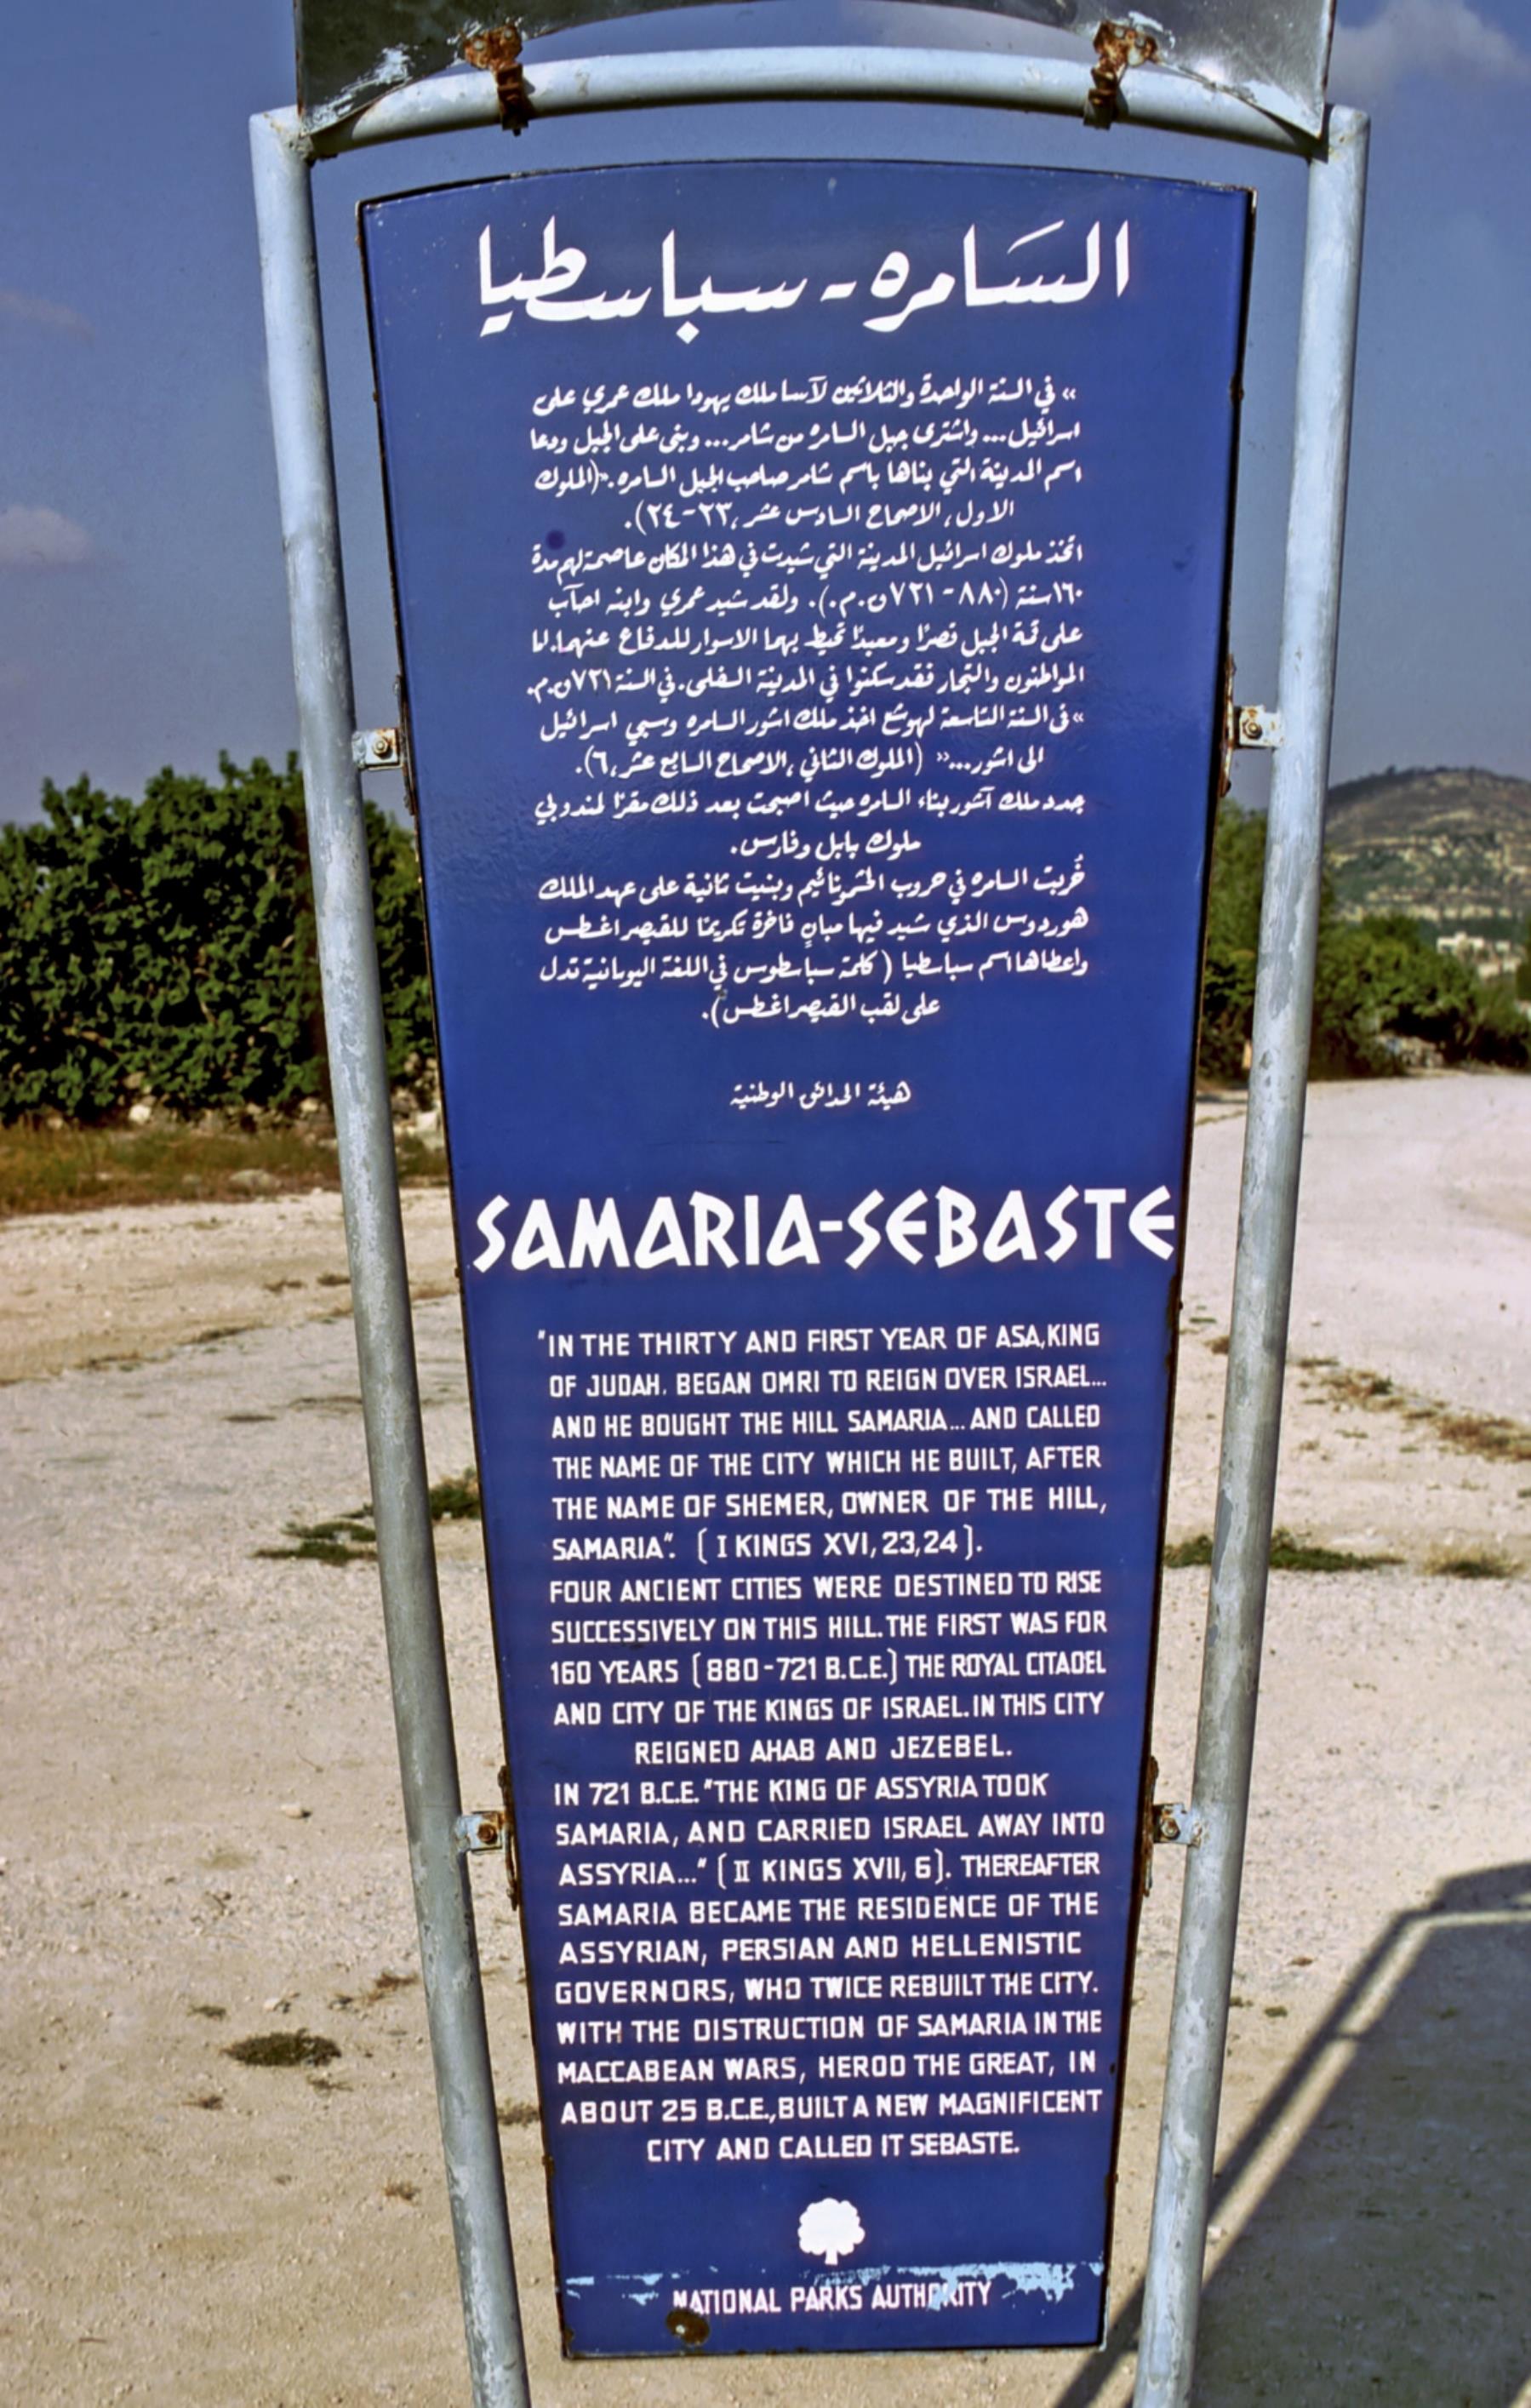 السَامره - سباسطيا
» في السنة الواحدة والثلاثين لآسا ملك يهودا ملك عمري على
اسرائيل... واشترى جبل السامره من شامر... وبنى على الجبل ودعا
اسم المدينة التي بناها باسم شامر صاحب الجبل السامره.« (الملوك
الاول، الاصحاح السادس عشر، ٢٣-٢٤).
اتخذ ملوك اسرائيل المدينة التي شيدت في هذا المكان عاصمة لهم مدة
١٦٠ سنة (٨٨٠ - ٧٢١ ق.م.). ولقد شيد عمري وابنه احآب
على قمة الجبل قصرًا ومعبدًا تحيط بهما الاسوار للدفاع عنهما. اما
المواطنون والتجار فقد سكنوا في المدينة السفلى. في السنة ٧٢١ ق.م.
» في السنة التاسعة لهوشع اخذ ملك اشور السامره وسبي اسرائيل
الى اشور...« (الملوك الثاني، الاصحاح السابع عشر، ٦).
جدد ملك آشور بناء السامره حيث اصبحت بعد ذلك مقرًا لمندوبي
ملوك بابل وفارس.
خُربت السامره في حروب الحشمونائيم وبنيت ثانية على عهد الملك
هوردوس الذي شيد فيها مبانٍ فاخرة تكريمًا للقيصر اغطس
واعطاها اسم سباسطيا ( كلمة سباسطوس في اللغة اليونانية تدل
على لقب القيصر اغطس).
هيئة الحدائق الوطنية
SAMARIA-SEBASTE
"IN THE THIRTY AND FIRST YEAR OF ASA, KING
OF JUDAH. BEGAN OMRI TO REIGN OVER ISRAEL...
AND HE BOUGHT THE HILL SAMARIA... AND CALLED
THE NAME OF THE CITY WHICH HE BUILT, AFTER
THE NAME OF SHEMER, OWNER OF THE HILL,
SAMARIA". (I KINGS XVI, 23,24).
FOUR ANCIENT CITIES WERE DESTINED TO RISE
SUCCESSIVELY ON THIS HILL. THE FIRST WAS FOR
160 YEARS (880-721 B.C.E.) THE ROYAL CITADEL
AND CITY OF THE KINGS OF ISRAEL. IN THIS CITY
REIGNED AHAB AND JEZEBEL.
IN 721 B.C.E. "THE KING OF ASSYRIA TOOK
SAMARIA, AND CARRIED ISRAEL AWAY INTO
ASSYRIA..." (II KINGS XVII, 6). THEREAFTER
SAMARIA BECAME THE RESIDENCE OF THE
ASSYRIAN, PERSIAN AND HELLENISTIC
GOVERNORS, WHO TWICE REBUILT THE CITY.
WITH THE DISTRUCTION OF SAMARIA IN THE
MACCABEAN WARS, HEROD THE GREAT, IN
ABOUT 25 B.C.E., BUILT A NEW MAGNIFICENT
CITY AND CALLED IT SEBASTE.
NATIONAL PARKS AUTHORITY